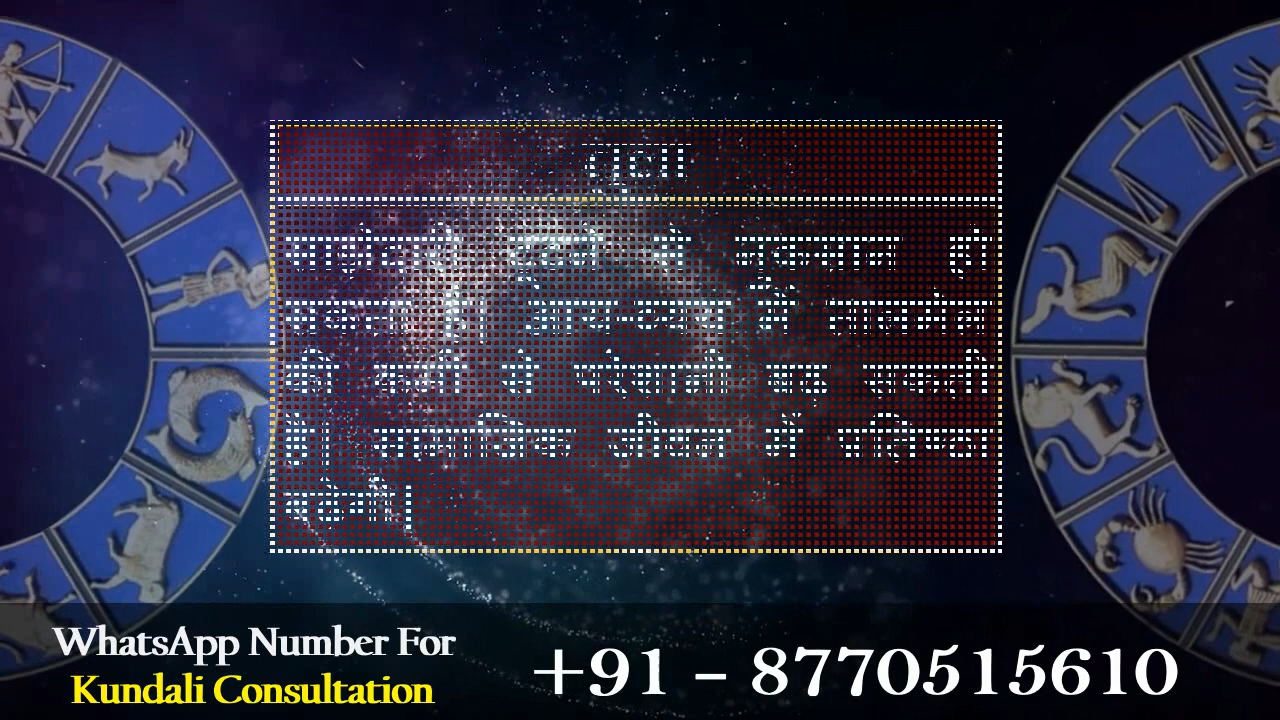 तुला
से नुकसान हो
सकता है। आय-व्यय में तालमेल
की कमी से परेशानी बढ़ सकती
है। सामाजिक जीवन में प्रतिष्ठा
बढ़ेगी।
WhatsApp Number For
Kundali Consultation
+91 - 8770515610